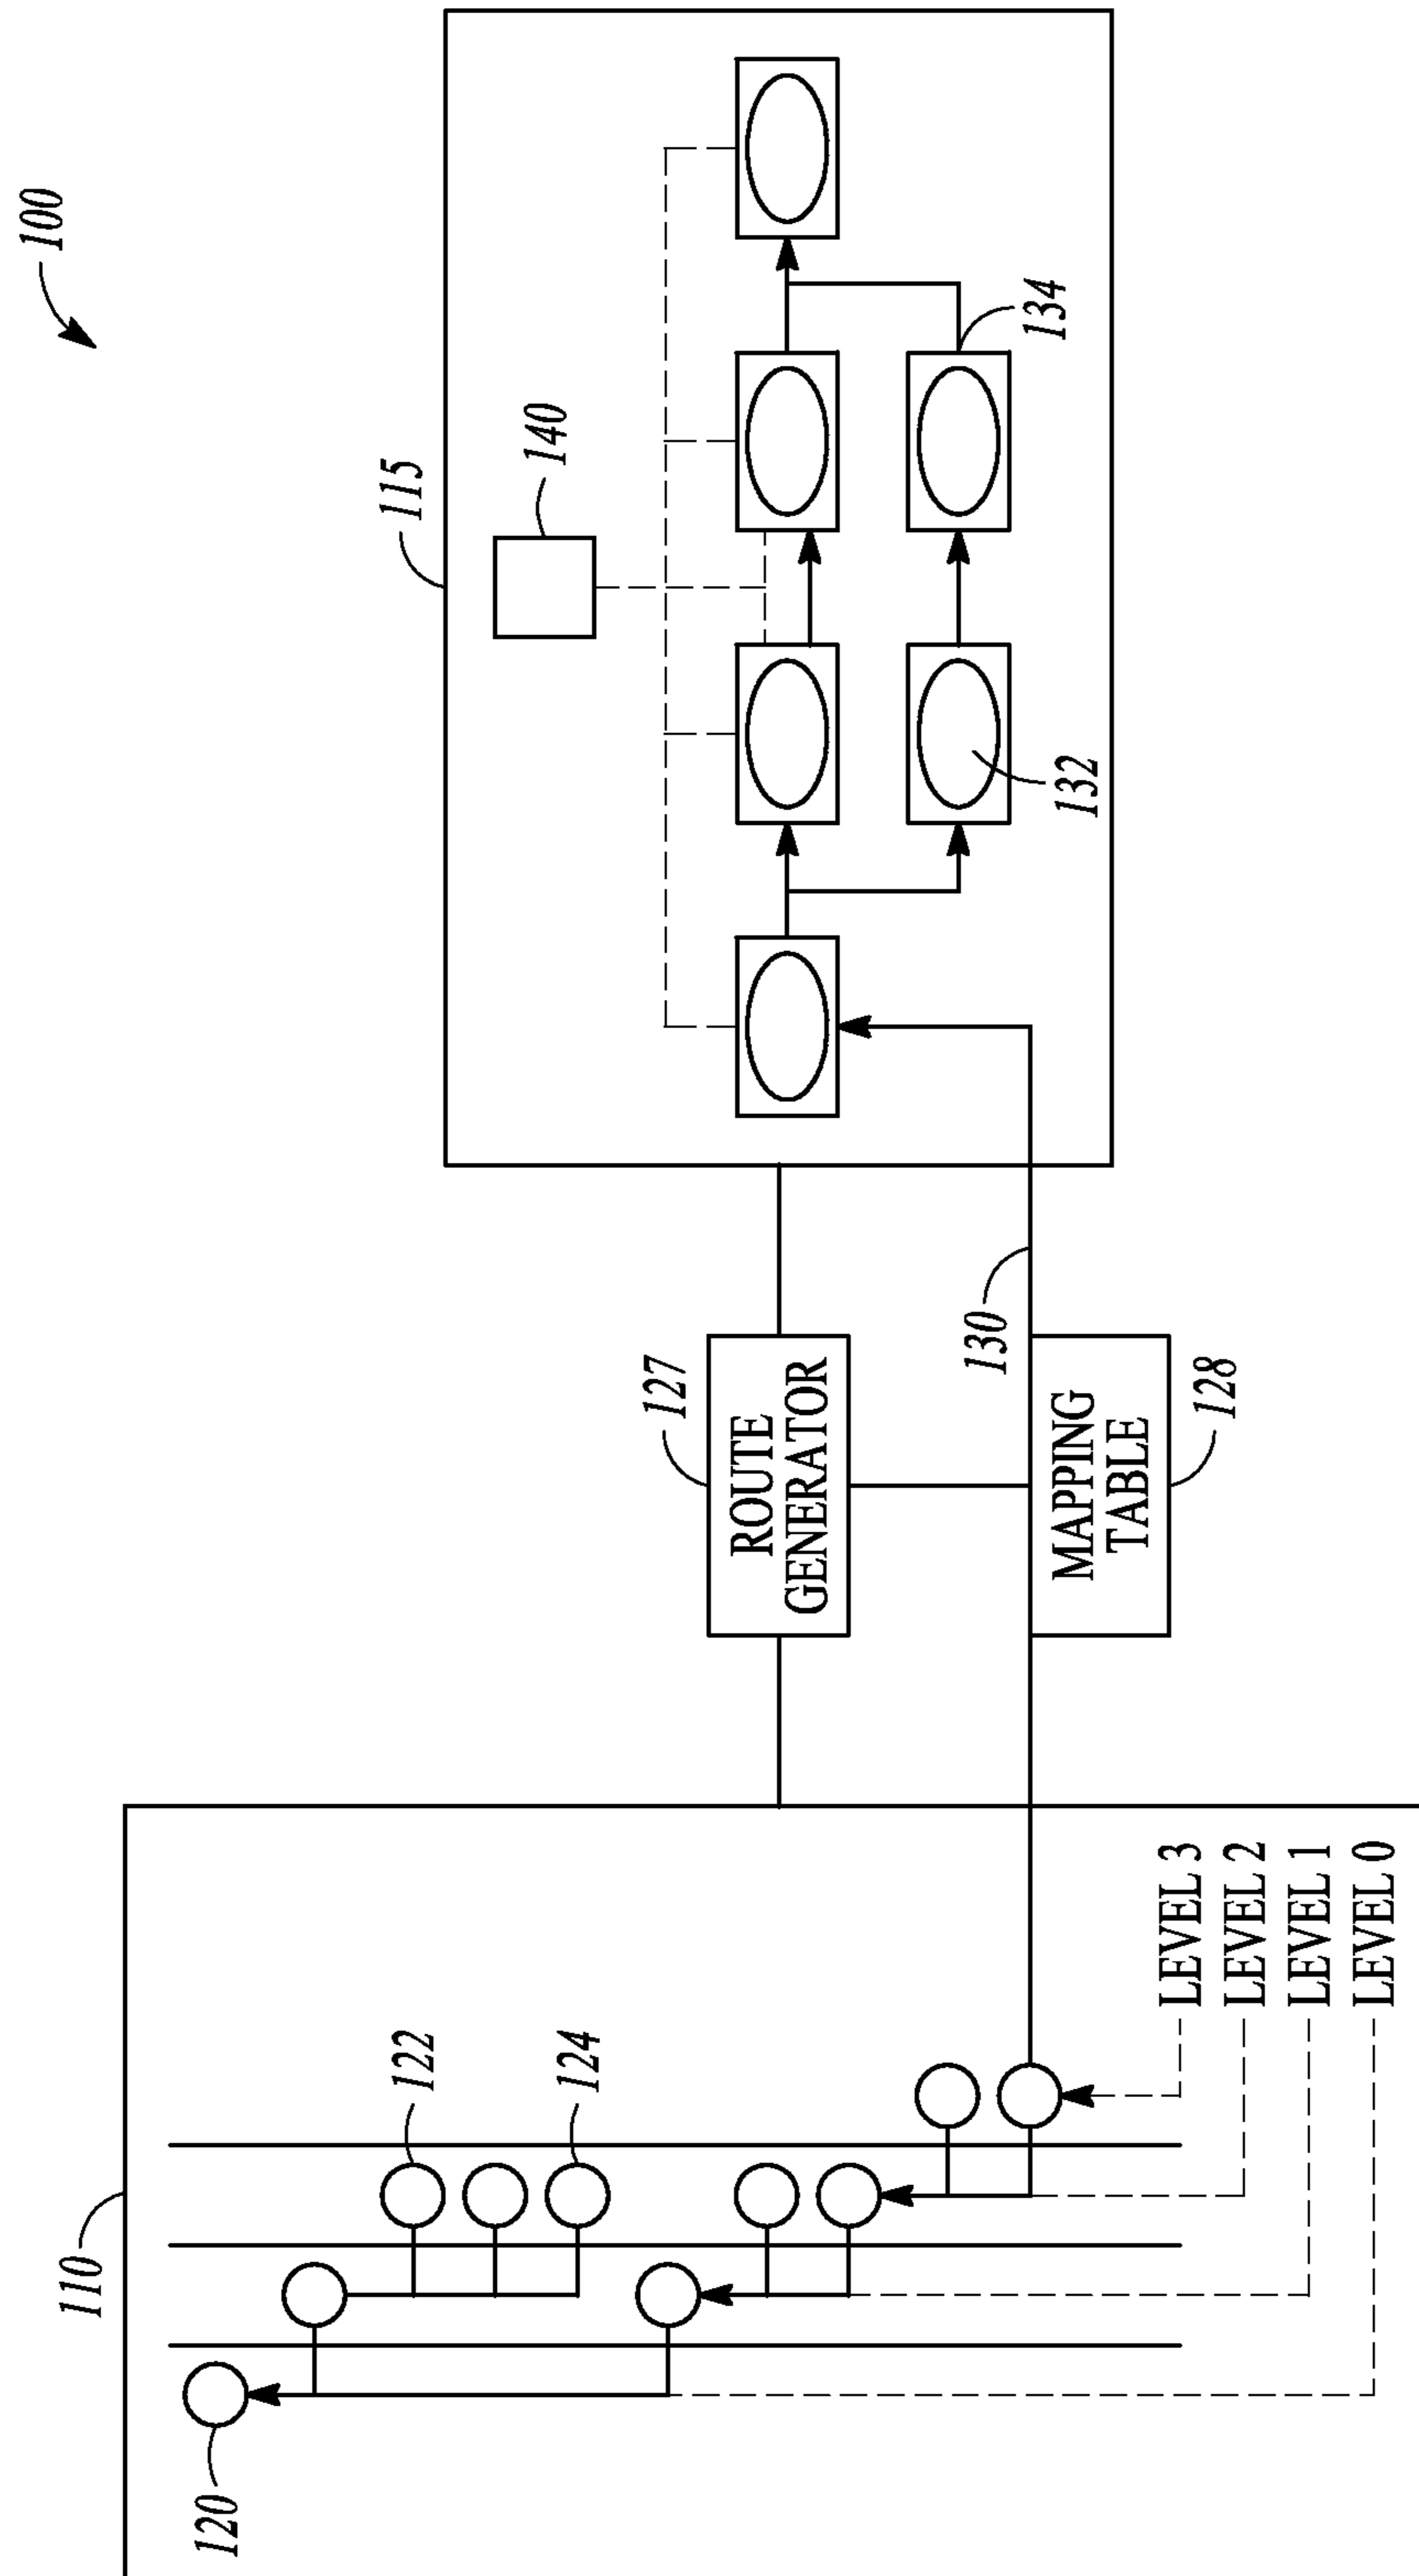 100
110
120
122
124
LEVEL 3
LEVEL 2
LEVEL 1
LEVEL 0
127
ROUTE
GENERATOR
130
MAPPING
TABLE
128
115
140
132
134